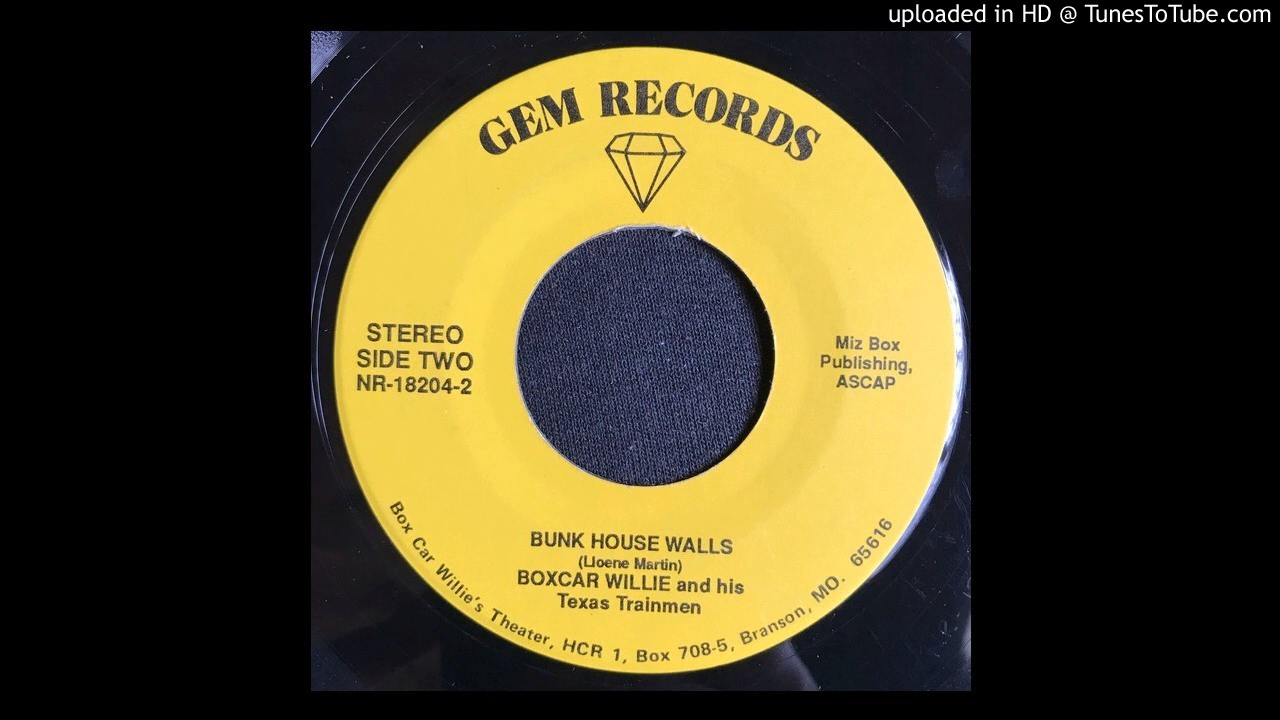 uploaded in HD @ TunesToTube.com
GEM RECORDS
STEREO
SIDE TWO
NR-18204-2
Miz Box
Publishing,
ASCAP
BUNK HOUSE WALLS
(Lloene Martin)
BOXCAR WILLIE and his
Texas Trainmen
Box Car Willie's Theater, HCR 1, Box 708-5, Branson, MO. 65616